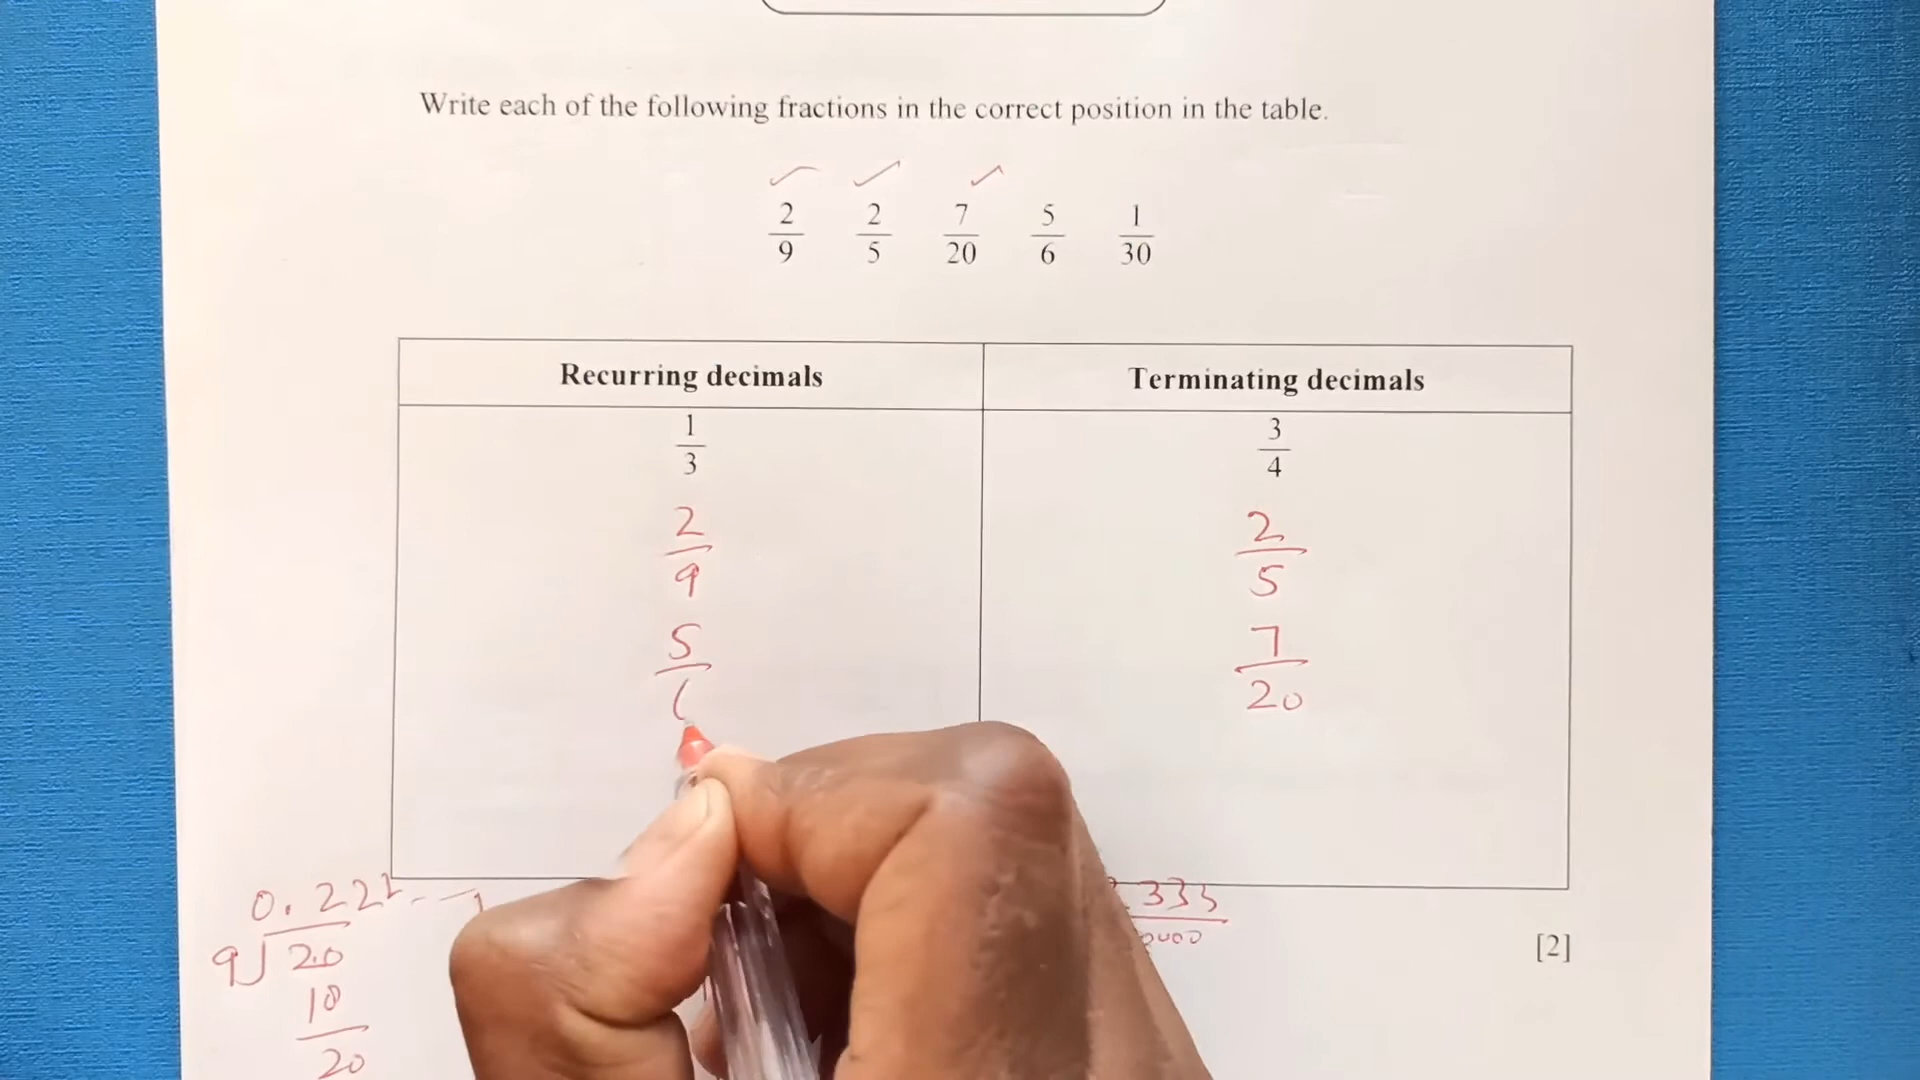 Write each of the following fractions in the correct position in the table.
2/9 2/5 7/20 5/6 1/30
Recurring decimals Terminating decimals
1/3 3/4
2/9 2/5
5/ 7/20
0.222 333
9 20 [2]
18
20